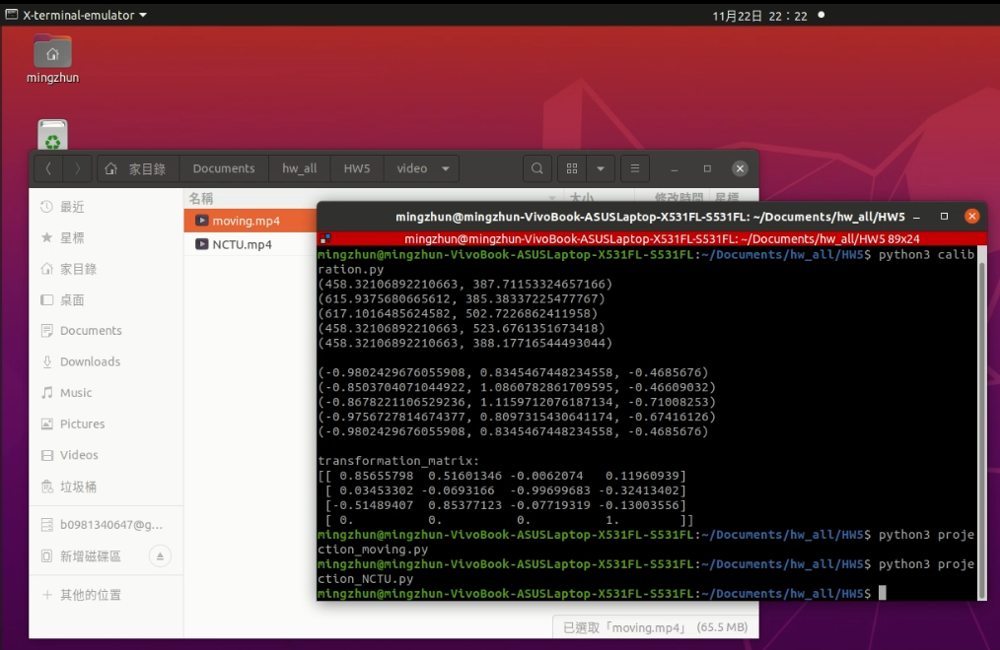 X-terminal-emulator
11月22日 22：22
mingzhun
家目錄 Documents hw_all HW5 video
最近
星標
家目錄
桌面
Documents
Downloads
Music
Pictures
Videos
垃圾桶
b0981340647@g...
新增磁碟區
其他的位置
名稱 大小 修改時間 星標
moving.mp4
NCTU.mp4
已選取「moving.mp4」 (65.5 MB)
mingzhun@mingzhun-VivoBook-ASUSLaptop-X531FL-S531FL: ~/Documents/hw_all/HW5
mingzhun@mingzhun-VivoBook-ASUSLaptop-X531FL-S531FL: ~/Documents/hw_all/HW5 89x24
mingzhun@mingzhun-VivoBook-ASUSLaptop-X531FL-S531FL:~/Documents/hw_all/HW5$ python3 calib
ration.py
(458.32106892210663, 387.71153324657166)
(615.9375680665612, 385.38337225477767)
(617.1016485624582, 502.7226862411958)
(458.32106892210663, 523.6761351673418)
(458.32106892210663, 388.17716544493044)
(-0.9802429676055908, 0.8345467448234558, -0.4685676)
(-0.8503704071044922, 1.0860782861709595, -0.46609032)
(-0.8678221106529236, 1.1159712076187134, -0.71008253)
(-0.9756727814674377, 0.8097315430641174, -0.67416126)
(-0.9802429676055908, 0.8345467448234558, -0.4685676)
transformation_matrix:
[[ 0.85655798 0.51601346 -0.0062074 0.11960939]
[ 0.03453302 -0.0693166 -0.99699683 -0.32413402]
[-0.51489407 0.85377123 -0.07719319 -0.13003556]
[ 0. 0. 0. 1. ]]
mingzhun@mingzhun-VivoBook-ASUSLaptop-X531FL-S531FL:~/Documents/hw_all/HW5$ python3 proje
ction_moving.py
mingzhun@mingzhun-VivoBook-ASUSLaptop-X531FL-S531FL:~/Documents/hw_all/HW5$ python3 proje
ction_NCTU.py
mingzhun@mingzhun-VivoBook-ASUSLaptop-X531FL-S531FL:~/Documents/hw_all/HW5$